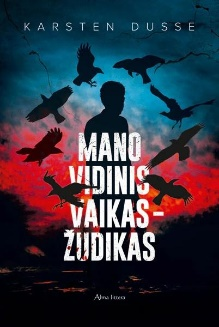 KARSTEN DUSSE
MANO
VIDINIS
VAIKAS –
ŽUDIKAS
Alma littera